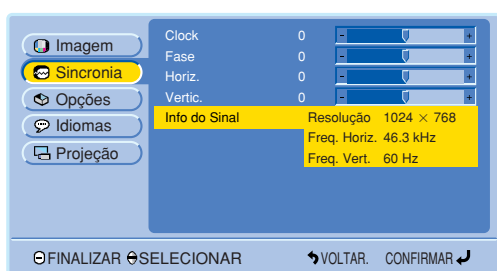 Imagem
Sincronia
Opções
Idiomas
Projeção
Clock 0 - +
Fase 0 - +
Horiz. 0 - +
Vertic. 0 - +
Info do Sinal Resolução 1024 × 768
Freq. Horiz. 46.3 kHz
Freq. Vert. 60 Hz
FINALIZAR SELECIONAR VOLTAR. CONFIRMAR